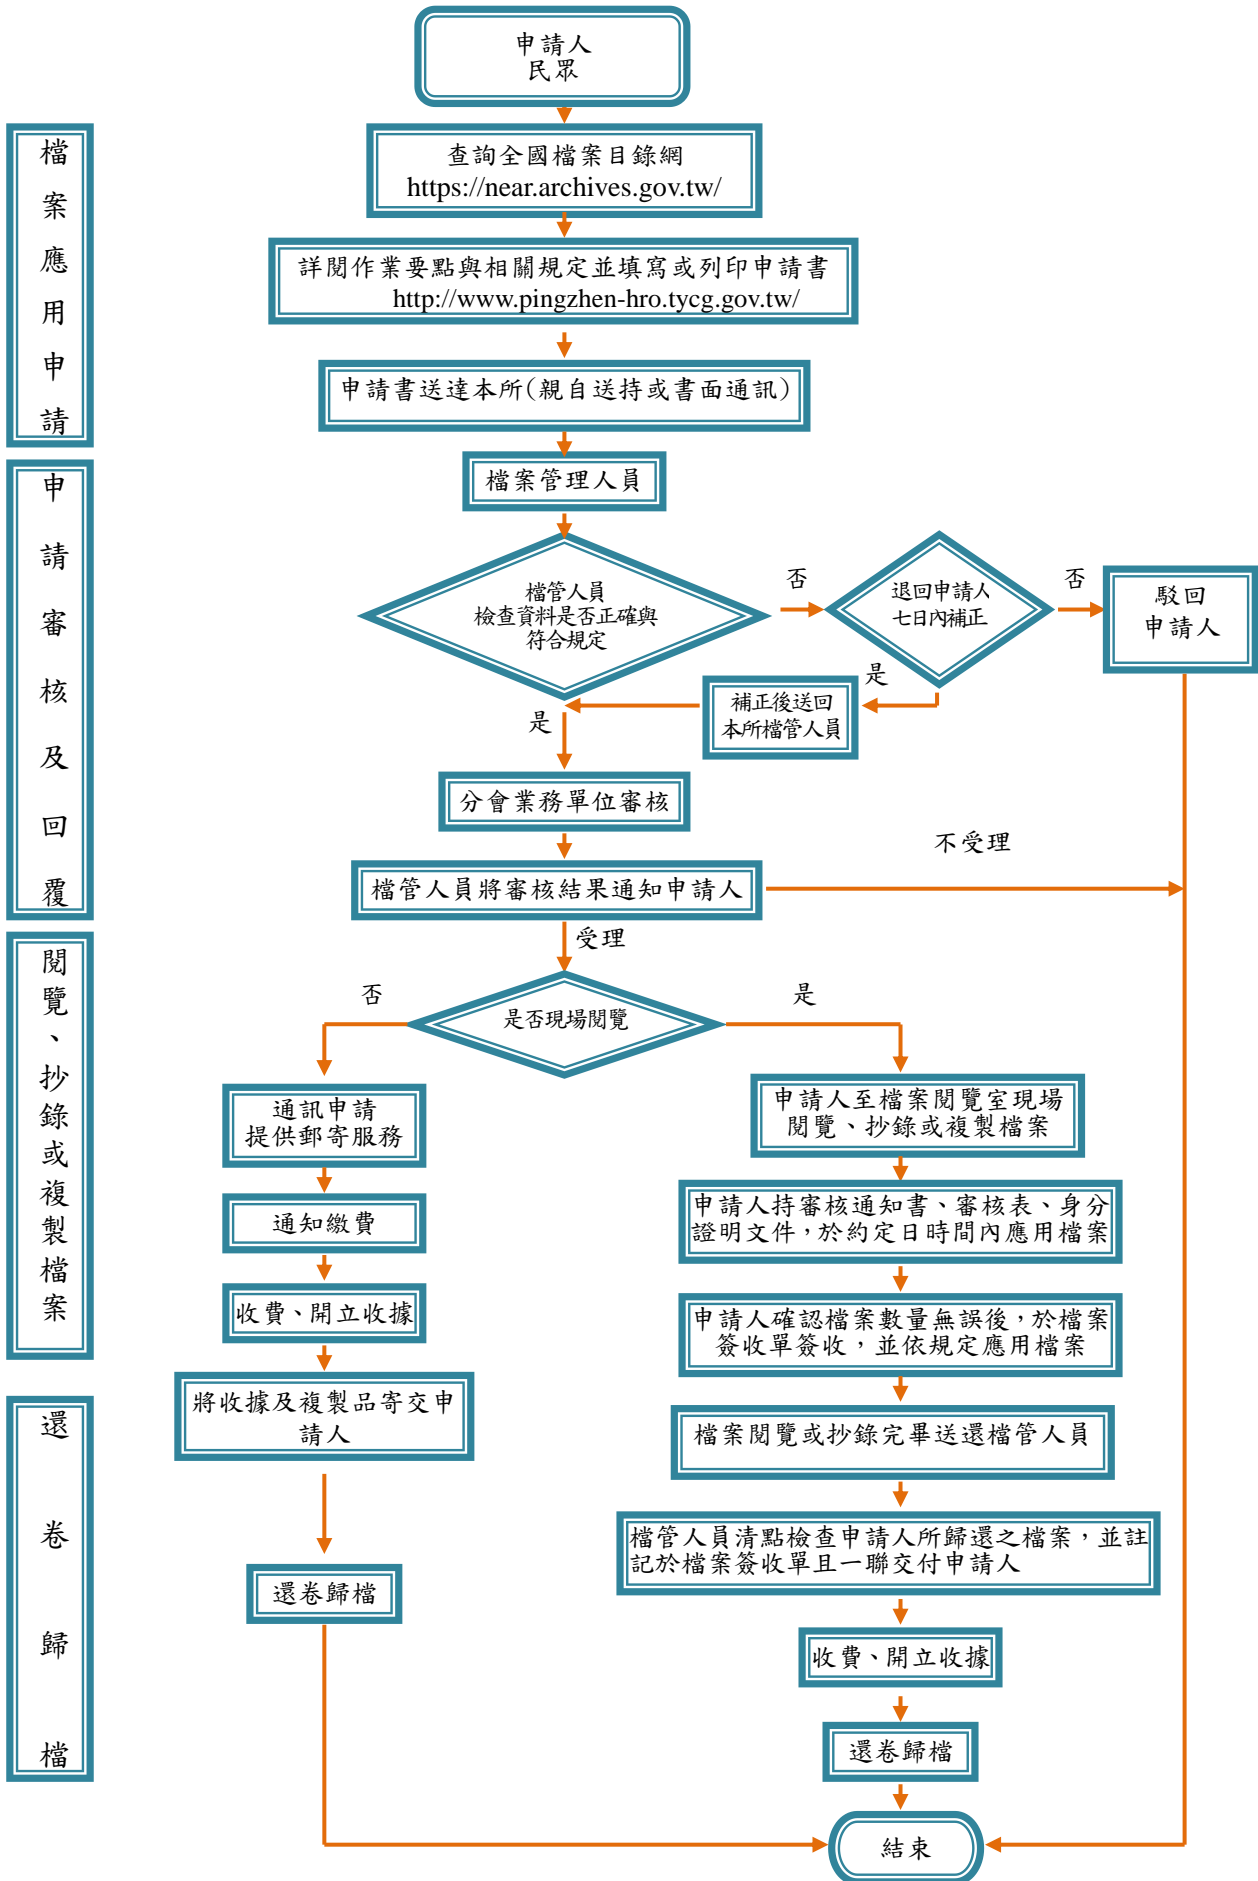 申請人
民眾
檔案應用申請
查詢全國檔案目錄網
https://near.archives.gov.tw/
詳閱作業要點與相關規定並填寫或列印申請書
http://www.pingzhen-hro.tycg.gov.tw/
申請書送達本所(親自送持或書面通訊)
申請審核及回覆
檔案管理人員
檔管人員
檢查資料是否正確與
符合規定
否
退回申請人
七日內補正
否
駁回
申請人
是
補正後送回
本所檔管人員
是
分會業務單位審核
不受理
檔管人員將審核結果通知申請人
受理
閱覽、抄錄或複製檔案
否
是否現場閱覽
是
通訊申請
提供郵寄服務
通知繳費
收費、開立收據
將收據及複製品寄交申
請人
申請人至檔案閱覽室現場
閱覽、抄錄或複製檔案
申請人持審核通知書、審核表、身分
證明文件，於約定日時間內應用檔案
申請人確認檔案數量無誤後，於檔案
簽收單簽收，並依規定應用檔案
還卷歸檔
檔案閱覽或抄錄完畢送還檔管人員
檔管人員清點檢查申請人所歸還之檔案，並註
記於檔案簽收單且一聯交付申請人
還卷歸檔
收費、開立收據
還卷歸檔
結束